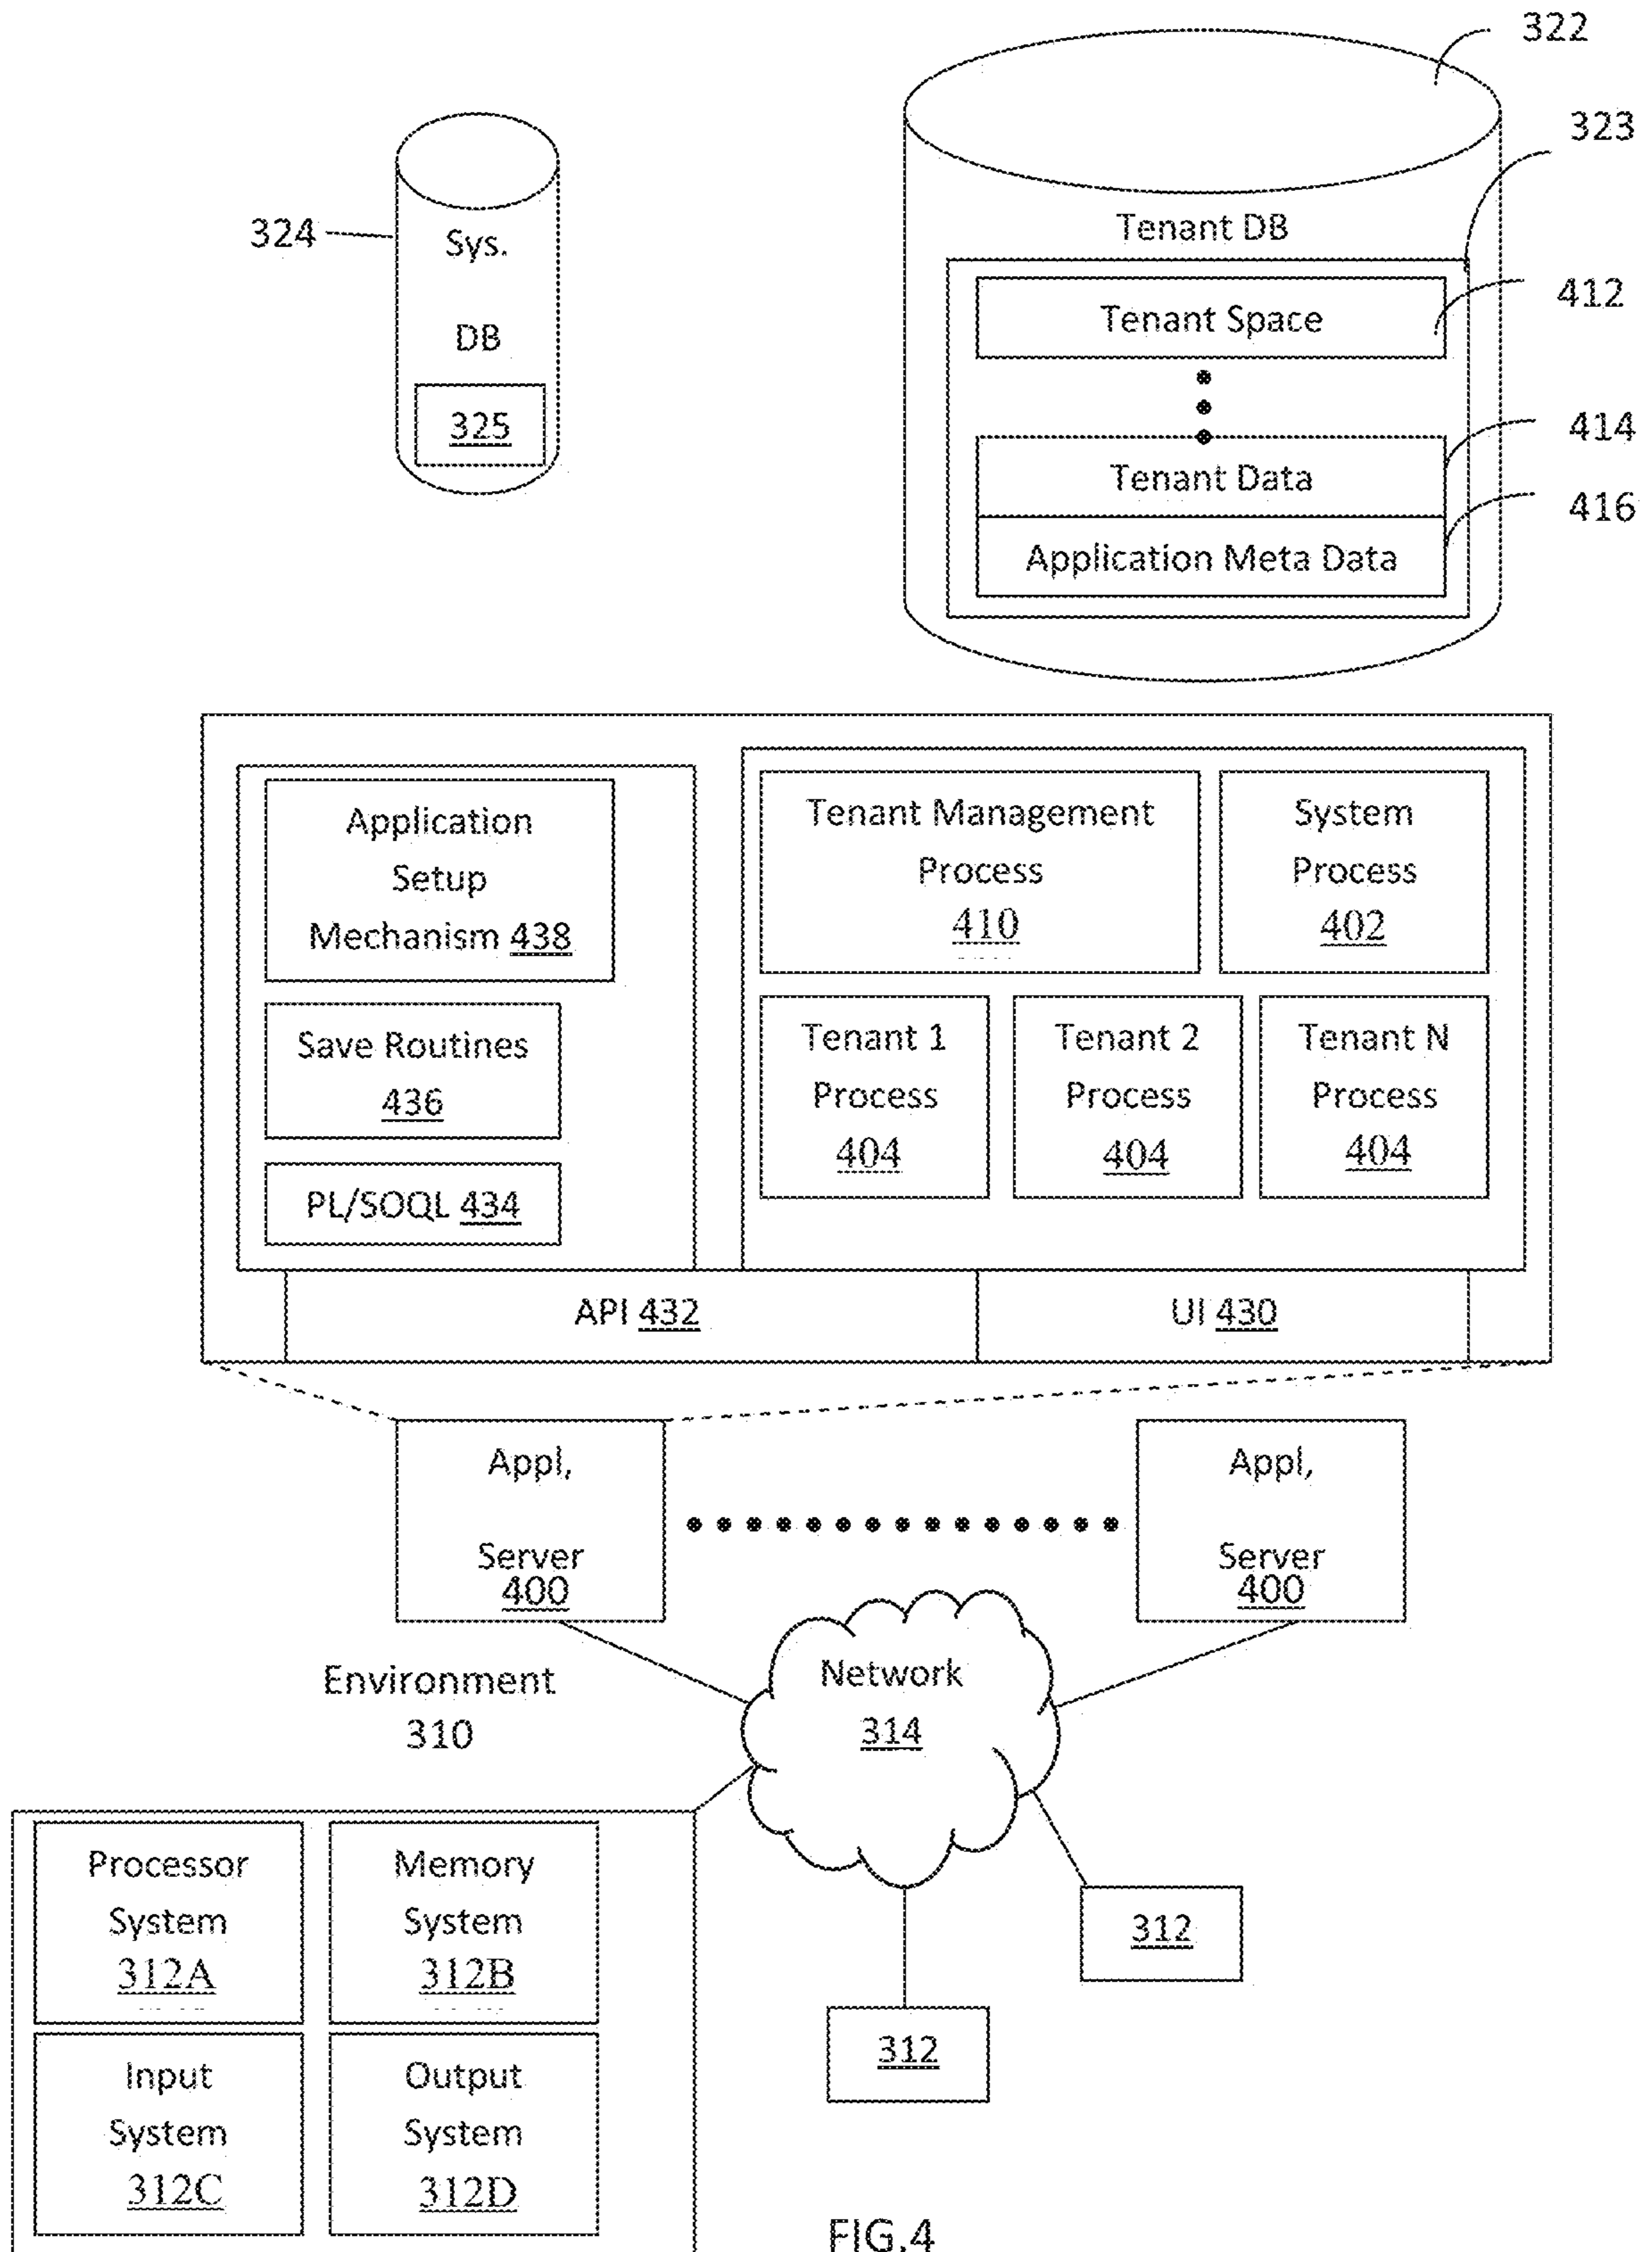 322
323
Tenant DB
324
Sys.
DB
325
Tenant Space
412
414
Tenant Data
416
Application Meta Data
Application
Setup
Mechanism 438
Save Routines
436
PL/SOQL 434
Tenant Management
Process
410
System
Process
402
Tenant 1
Process
404
Tenant 2
Process
404
Tenant N
Process
404
API 432
UI 430
Appl,
Server
400
Appl,
Server
400
Environment
310
Network
314
Processor
System
312A
Memory
System
312B
Input
System
312C
Output
System
312D
312
312
FIG.4